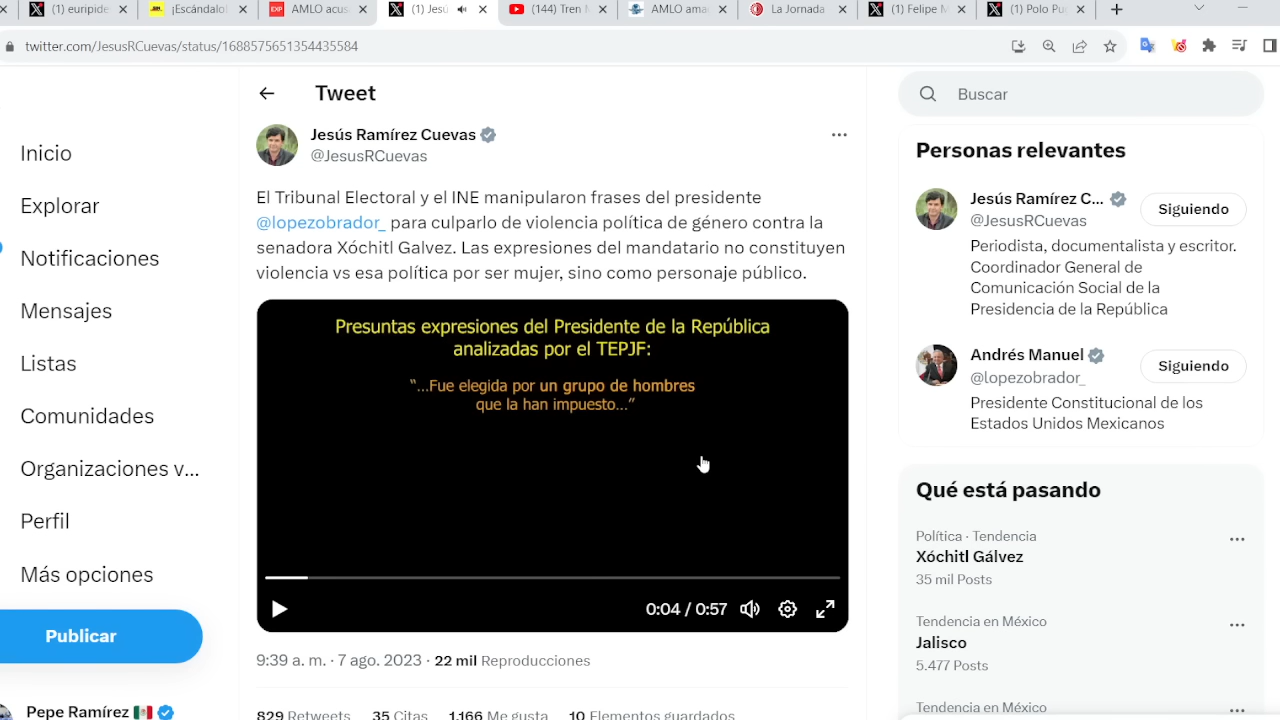 (1) euripide
¡Escándalo!
AMLO acus
(1) Jesú
(144) Tren M
AMLO amac
La Jornada
(1) Felipe M
(1) Polo Pu
twitter.com/JesusRCuevas/status/1688575651354435584
Inicio
Explorar
Notificaciones
Mensajes
Listas
Comunidades
Organizaciones v...
Perfil
Más opciones
Publicar
Pepe Ramírez
Tweet
Jesús Ramírez Cuevas
@JesusRCuevas
El Tribunal Electoral y el INE manipularon frases del presidente
@lopezobrador_ para culparlo de violencia política de género contra la
senadora Xóchitl Galvez. Las expresiones del mandatario no constituyen
violencia vs esa política por ser mujer, sino como personaje público.
Presuntas expresiones del Presidente de la República
analizadas por el TEPJF:
"...Fue elegida por un grupo de hombres
que la han impuesto..."
0:04 / 0:57
9:39 a. m. · 7 ago. 2023 · 22 mil Reproducciones
829 Retweets 35 Citas 1.166 Me gusta 10 Elementos guardados
Buscar
Personas relevantes
Jesús Ramírez C...
@JesusRCuevas
Siguiendo
Periodista, documentalista y escritor.
Coordinador General de
Comunicación Social de la
Presidencia de la República
Andrés Manuel
@lopezobrador_
Siguiendo
Presidente Constitucional de los
Estados Unidos Mexicanos
Qué está pasando
Política · Tendencia
Xóchitl Gálvez
35 mil Posts
Tendencia en México
Jalisco
5.477 Posts
Tendencia en México